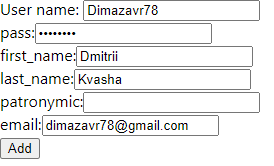 User name: Dimazavr78
pass: ••••••••
first_name: Dmitrii
last_name: Kvasha
patronymic:
email: dimazavr78@gmail.com
Add